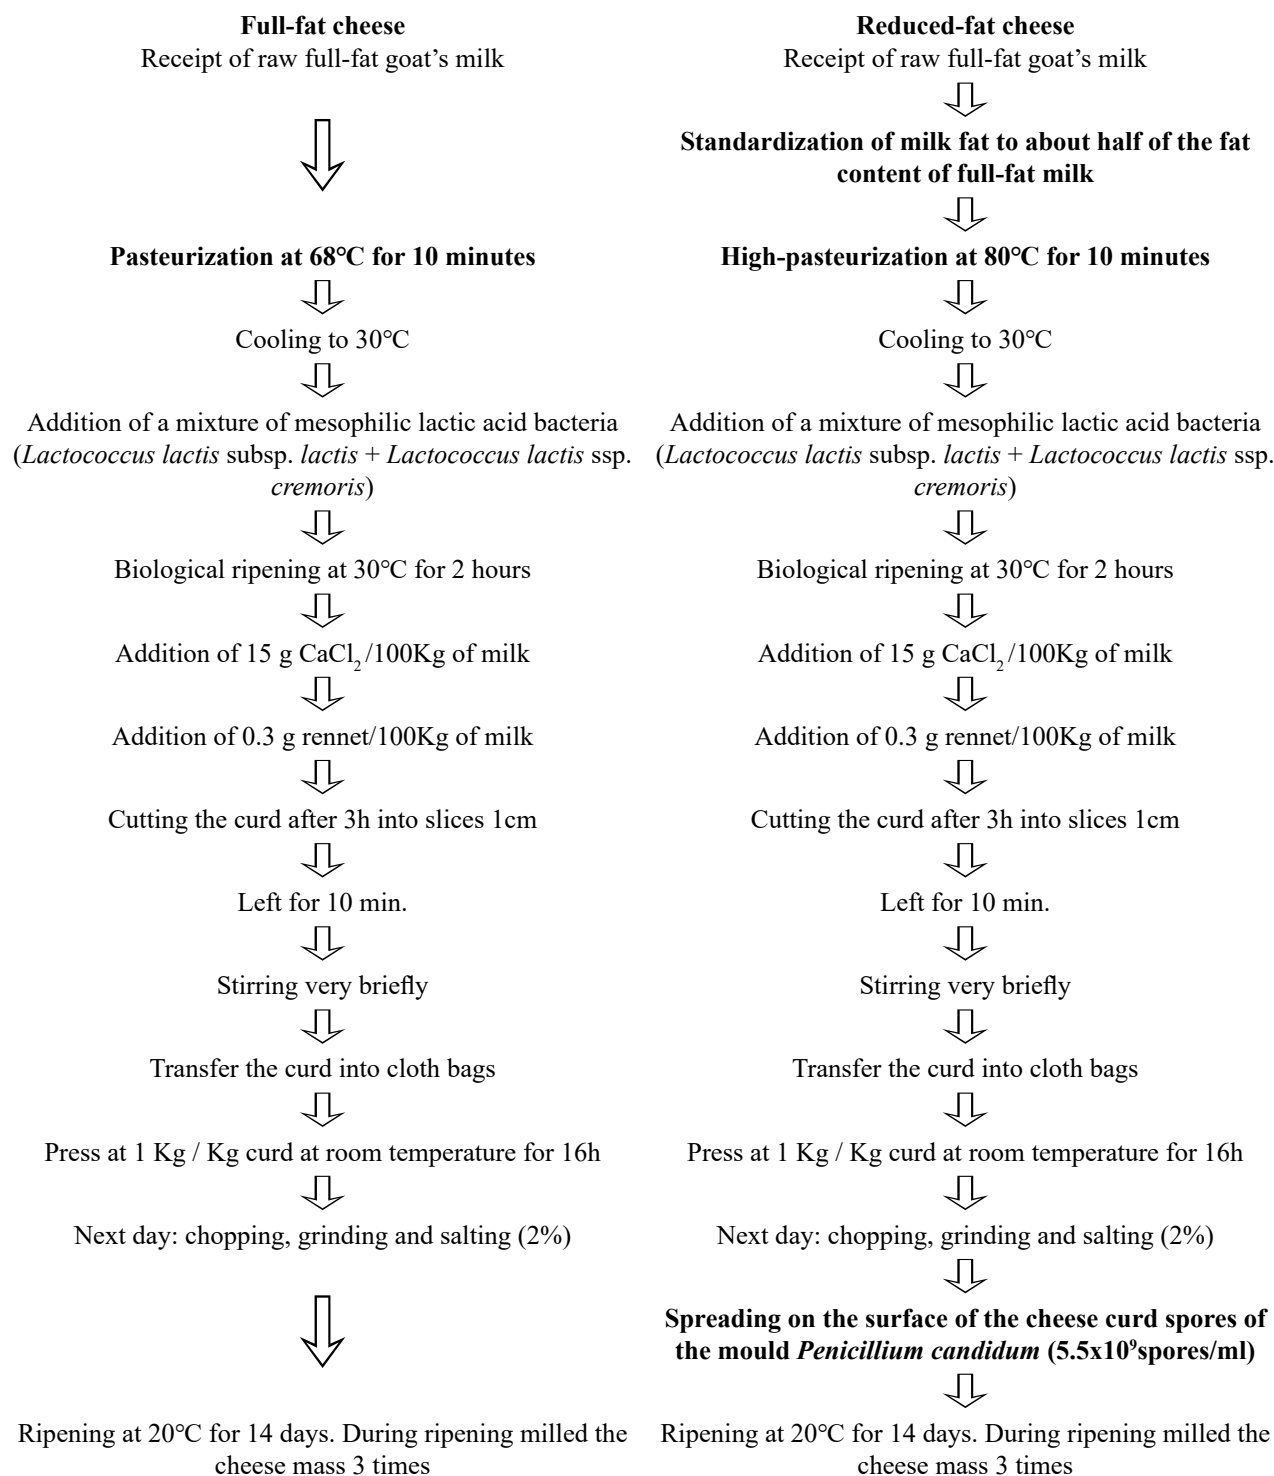 Full-fat cheese
Receipt of raw full-fat goat's milk
Pasteurization at 68°C for 10 minutes
Cooling to 30°C
Addition of a mixture of mesophilic lactic acid bacteria
(Lactococcus lactis subsp. lactis + Lactococcus lactis ssp.
cremoris)
Biological ripening at 30°C for 2 hours
Addition of 15 g CaCl₂/100Kg of milk
Addition of 0.3 g rennet/100Kg of milk
Cutting the curd after 3h into slices 1cm
Left for 10 min.
Stirring very briefly
Transfer the curd into cloth bags
Press at 1 Kg / Kg curd at room temperature for 16h
Next day: chopping, grinding and salting (2%)
Ripening at 20°C for 14 days. During ripening milled the
cheese mass 3 times
Reduced-fat cheese
Receipt of raw full-fat goat's milk
Standardization of milk fat to about half of the fat
content of full-fat milk
High-pasteurization at 80°C for 10 minutes
Cooling to 30°C
Addition of a mixture of mesophilic lactic acid bacteria
(Lactococcus lactis subsp. lactis + Lactococcus lactis ssp.
cremoris)
Biological ripening at 30°C for 2 hours
Addition of 15 g CaCl₂/100Kg of milk
Addition of 0.3 g rennet/100Kg of milk
Cutting the curd after 3h into slices 1cm
Left for 10 min.
Stirring very briefly
Transfer the curd into cloth bags
Press at 1 Kg / Kg curd at room temperature for 16h
Next day: chopping, grinding and salting (2%)
Spreading on the surface of the cheese curd spores of
the mould Penicillium candidum (5.5x10⁹spores/ml)
Ripening at 20°C for 14 days. During ripening milled the
cheese mass 3 times